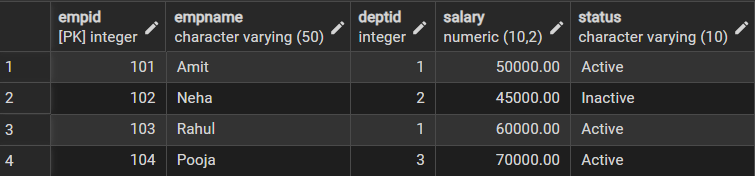 empid empname deptid salary status
[PK] integer character varying (50) integer numeric (10,2) character varying (10)
1 101 Amit 1 50000.00 Active
2 102 Neha 2 45000.00 Inactive
3 103 Rahul 1 60000.00 Active
4 104 Pooja 3 70000.00 Active